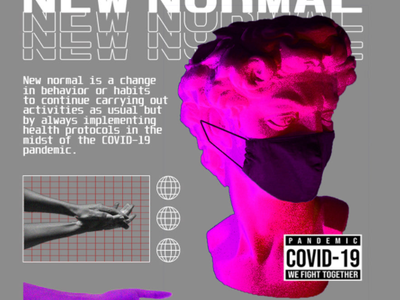 NEW NORMAL
NEW NORMAL
NEW NORMAL
New normal is a change
in behavior or habits
to continue carrying out
activities as usual but
by always implementing
health protocols in the
midst of the COVID-19
pandemic.
PANDEMIC
COVID-19
WE FIGHT TOGETHER